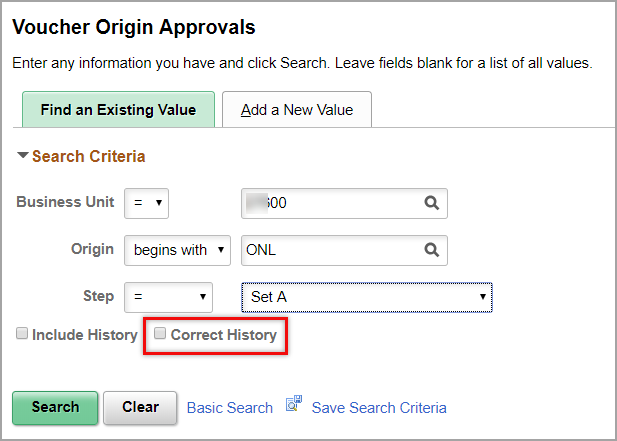 Voucher Origin Approvals
Enter any information you have and click Search. Leave fields blank for a list of all values.
Find an Existing Value Add a New Value
Search Criteria
Business Unit = 600
Origin begins with ONL
Step = Set A
Include History Correct History
Search Clear Basic Search Save Search Criteria